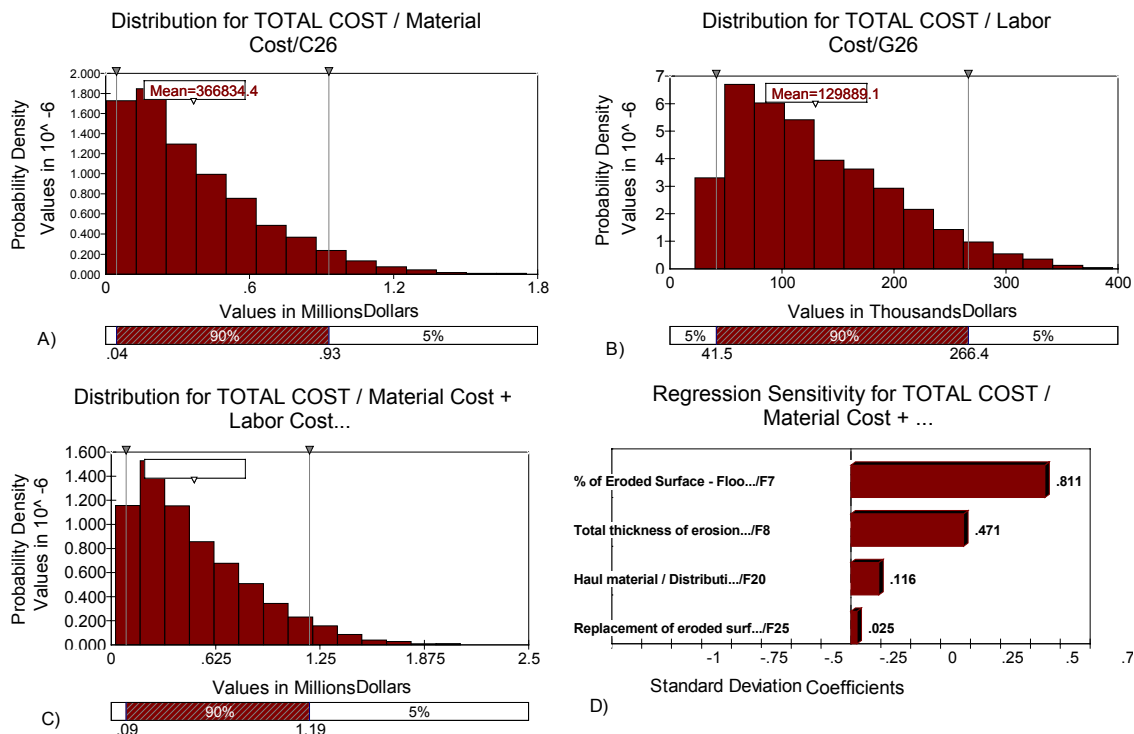 Distribution for TOTAL COST / Material
Cost/C26
Probability Density
Values in 10^ -6
2.000
1.800
1.600
1.400
1.200
1.000
0.800
0.600
0.400
0.200
0.000
Mean=366834.4
0
.6
1.2
1.8
Values in Millions Dollars
90%
5%
.04
.93
A)
Distribution for TOTAL COST / Labor
Cost/G26
Probability Density
Values in 10^ -6
7
6
5
4
3
2
1
0
Mean=129889.1
0
100
200
300
400
Values in Thousands Dollars
5%
90%
5%
41.5
266.4
B)
Distribution for TOTAL COST / Material Cost +
Labor Cost...
Probability Density
Values in 10^ -6
1.600
1.400
1.200
1.000
0.800
0.600
0.400
0.200
0.000
0
.625
1.25
1.875
2.5
Values in Millions Dollars
90%
5%
.09
1.19
C)
Regression Sensitivity for TOTAL COST /
Material Cost + ...
% of Eroded Surface - Floo.../F7
.811
Total thickness of erosion.../F8
.471
Haul material / Distributi.../F20
.116
Replacement of eroded surf.../F25
.025
-1
-.75
-.5
-.25
0
.25
.5
.7
Standard Deviation Coefficients
D)